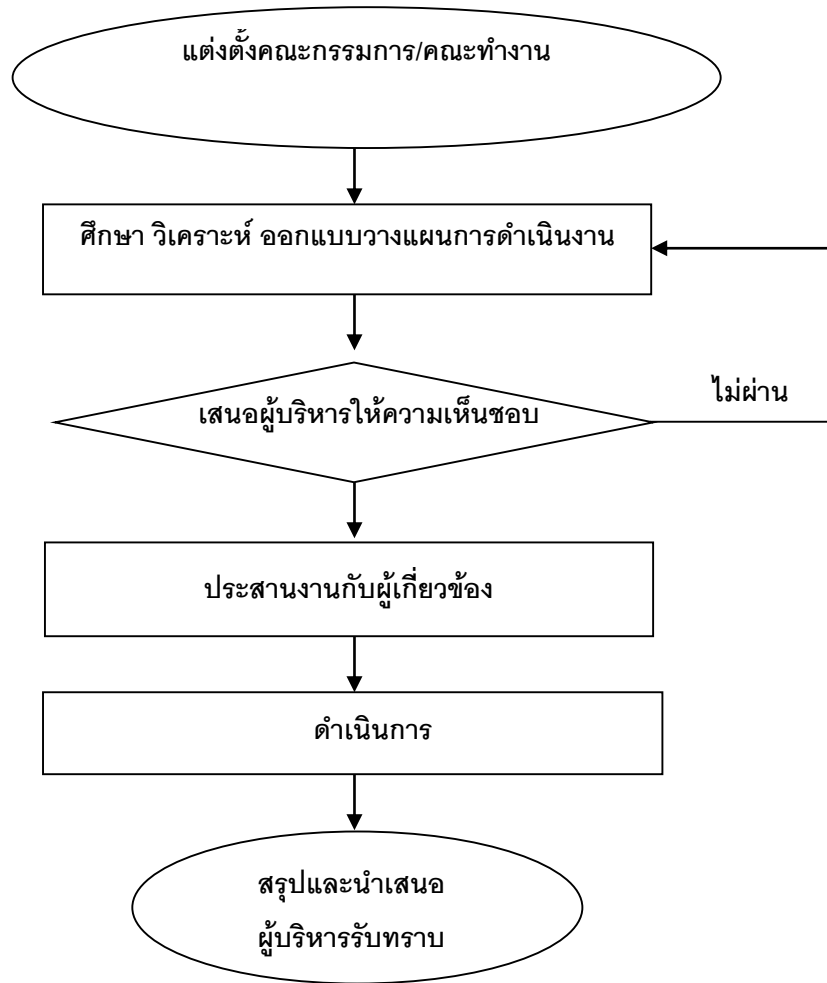 แต่งตั้งคณะกรรมการ/คณะทำงาน
ศึกษา วิเคราะห์ ออกแบบวางแผนการดำเนินงาน
เสนอผู้บริหารให้ความเห็นชอบ
ไม่ผ่าน
ประสานงานกับผู้เกี่ยวข้อง
ดำเนินการ
สรุปและนำเสนอ
ผู้บริหารรับทราบ